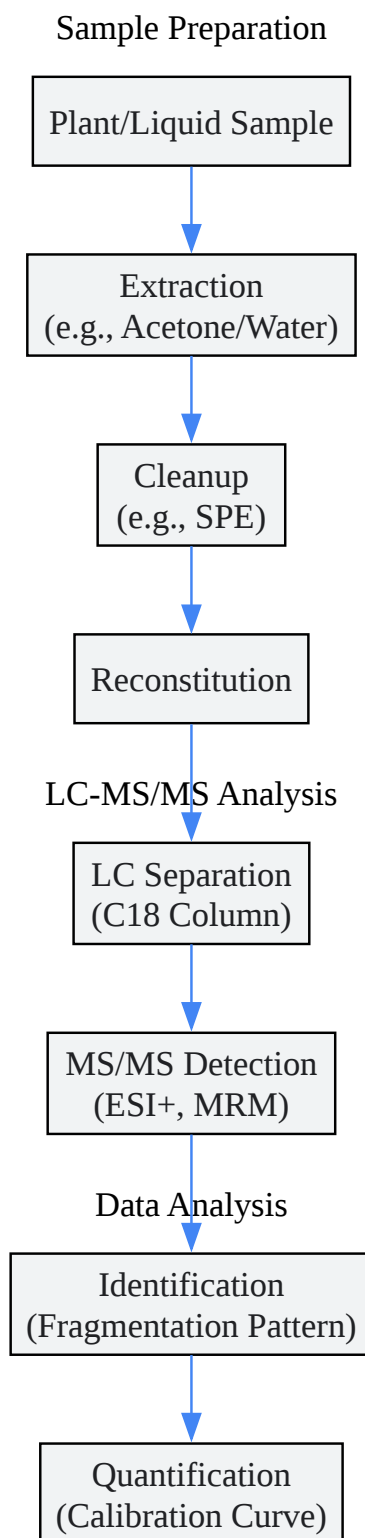 Sample Preparation
Plant/Liquid Sample
Extraction
(e.g., Acetone/Water)
Cleanup
(e.g., SPE)
Reconstitution
LC-MS/MS Analysis
LC Separation
(C18 Column)
MS/MS Detection
(ESI+, MRM)
Data Analysis
Identification
(Fragmentation Pattern)
Quantification
(Calibration Curve)